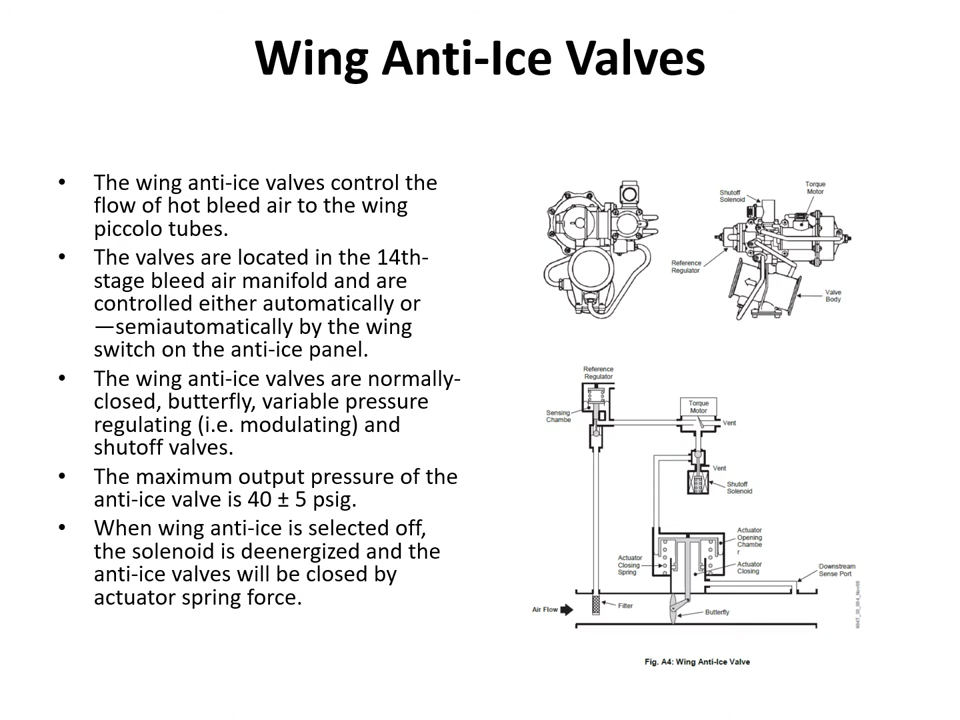 Wing Anti-Ice Valves
• The wing anti-ice valves control the
flow of hot bleed air to the wing
piccolo tubes.
• The valves are located in the 14th-
stage bleed air manifold and are
controlled either automatically or
—semiautomatically by the wing
switch on the anti-ice panel.
• The wing anti-ice valves are normally-
closed, butterfly, variable pressure
regulating (i.e. modulating) and
shutoff valves.
• The maximum output pressure of the
anti-ice valve is 40 ± 5 psig.
• When wing anti-ice is selected off,
the solenoid is deenergized and the
anti-ice valves will be closed by
actuator spring force.
Shutoff
Solenoid
Torque
Motor
Reference
Regulator
Valve
Body
Reference
Regulator
Sensing
Chambe
Torque
Motor
Vent
Vent
Shutoff
Solenoid
Actuator
Opening
Chambe
r
Actuator
Closing
Spring
Actuator
Closing
Downstream
Sense Port
Air Flow
Filter
Butterfly
Fig. A4: Wing Anti-Ice Valve